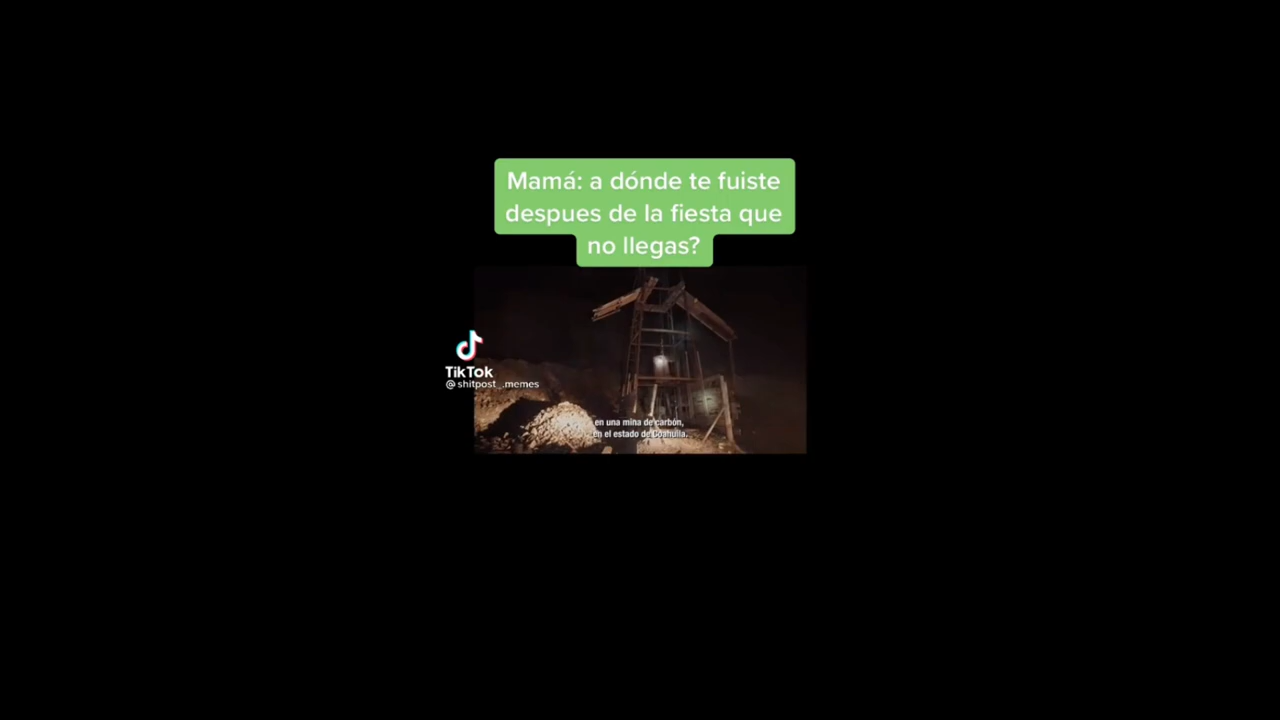 Mamá: a dónde te fuiste
despues de la fiesta que
no llegas?
TikTok
@shitpost_.memes
en una mina de carbón,
en el estado de Coahuila.